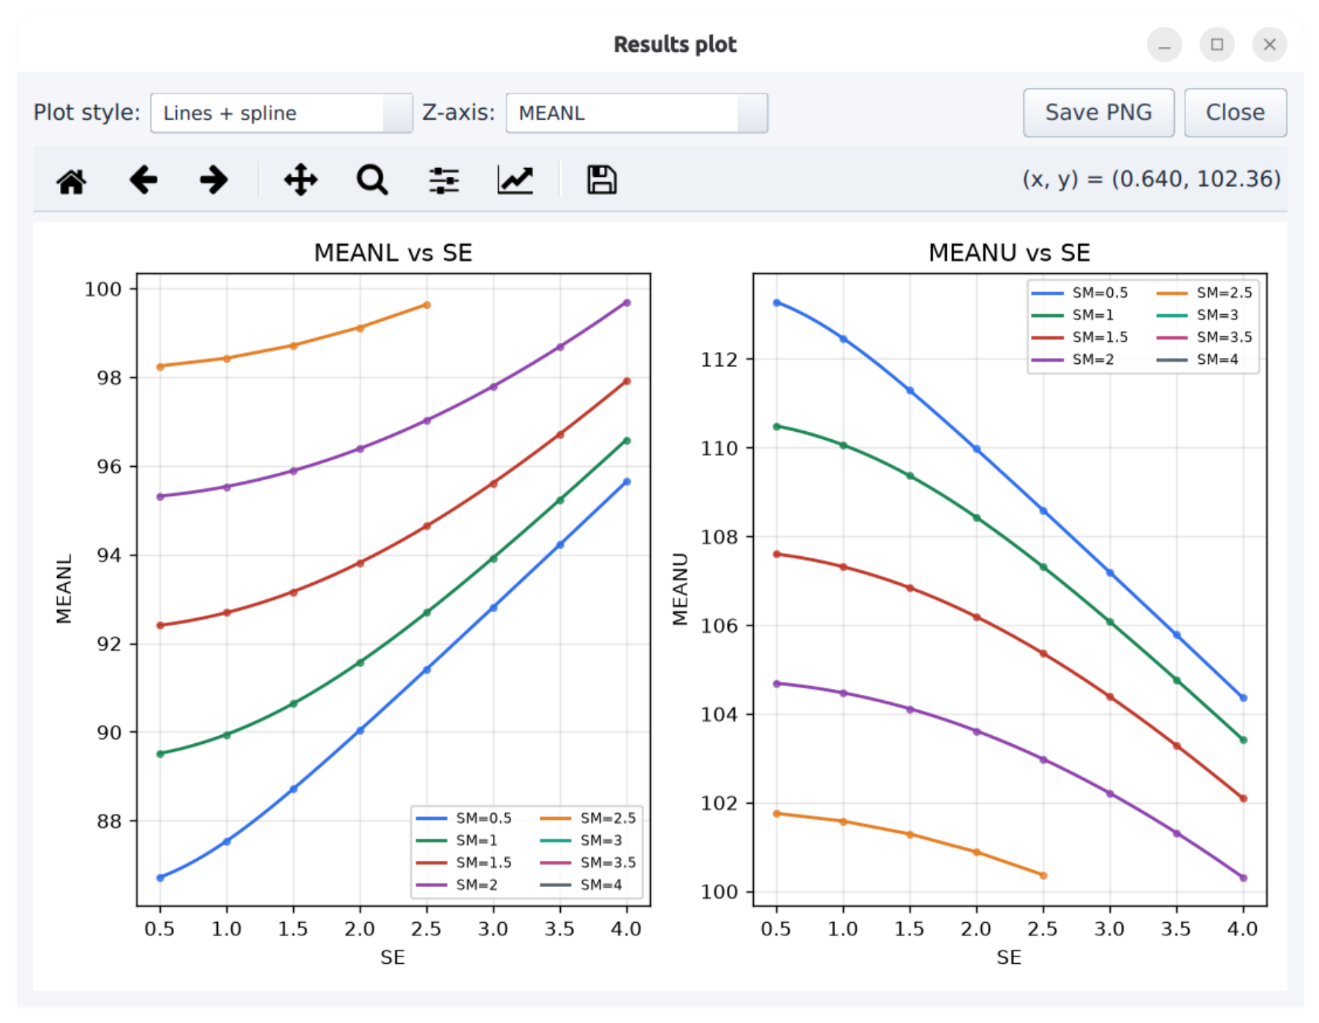 Results plot
Plot style: Lines + spline Z-axis: MEANL Save PNG Close
(x, y) = (0.640, 102.36)
MEANL vs SE
100
98
96
94
92
90
88
MEANL
SM=0.5 SM=2.5
SM=1 SM=3
SM=1.5 SM=3.5
SM=2 SM=4
0.5 1.0 1.5 2.0 2.5 3.0 3.5 4.0
SE
MEANU vs SE
SM=0.5 SM=2.5
SM=1 SM=3
SM=1.5 SM=3.5
SM=2 SM=4
112
110
108
106
104
102
100
MEANU
0.5 1.0 1.5 2.0 2.5 3.0 3.5 4.0
SE